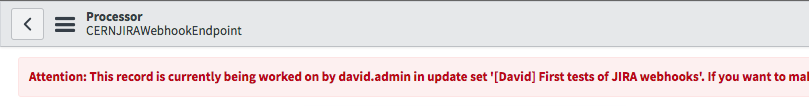 Processor
CERNJIRAWebhookEndpoint
Attention: This record is currently being worked on by david.admin in update set '[David] First tests of JIRA webhooks'. If you want to